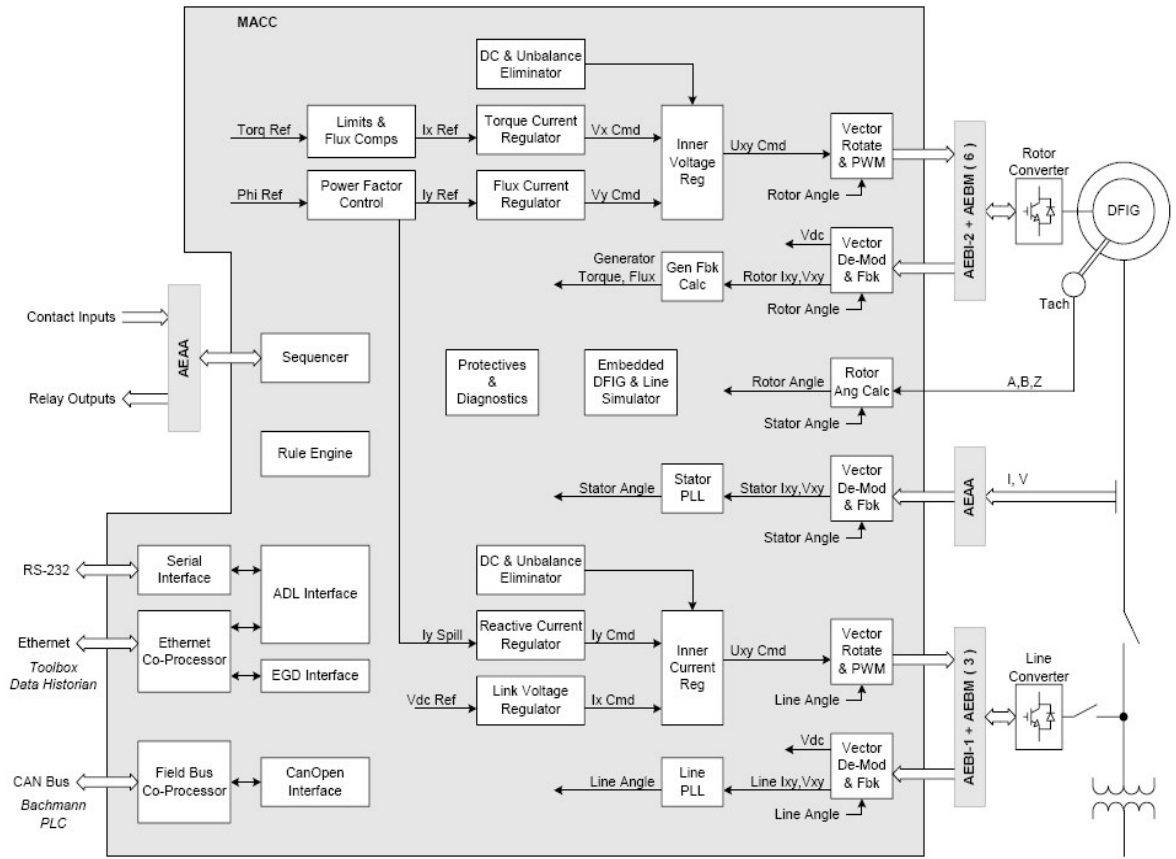 MACC
DC & Unbalance
Eliminator
Torq Ref
Limits &
Flux Comps
Ix Ref
Torque Current
Regulator
Vx Cmd
Inner
Voltage
Reg
Uxy Cmd
Vector
Rotate
& PWM
Rotor Angle
Phi Ref
Power Factor
Control
Iy Ref
Flux Current
Regulator
Vy Cmd
AEBI-2 + AEBM ( 6 )
Rotor
Converter
DFIG
Tach
Vdc
Vector
De-Mod
& Fbk
Rotor Ixy,Vxy
Rotor Angle
Gen Fbk
Calc
Generator
Torque, Flux
Contact Inputs
Relay Outputs
AEAA
Sequencer
Protectives
&
Diagnostics
Embedded
DFIG & Line
Simulator
Rotor Angle
Rotor
Ang Calc
Stator Angle
A,B,Z
Rule Engine
Stator Angle
Stator
PLL
Stator Ixy,Vxy
Vector
De-Mod
& Fbk
Stator Angle
AEAA
I, V
RS-232
Serial
Interface
ADL Interface
Ethernet
Toolbox
Data Historian
Ethernet
Co-Processor
EGD Interface
CAN Bus
Bachmann
PLC
Field Bus
Co-Processor
CanOpen
Interface
DC & Unbalance
Eliminator
Iy Spill
Reactive Current
Regulator
Iy Cmd
Inner
Current
Reg
Uxy Cmd
Vector
Rotate
& PWM
Line Angle
Vdc Ref
Link Voltage
Regulator
Ix Cmd
AEBI-1 + AEBM ( 3 )
Line
Converter
Vdc
Vector
De-Mod
& Fbk
Line Ixy,Vxy
Line Angle
Line
PLL
Line Angle